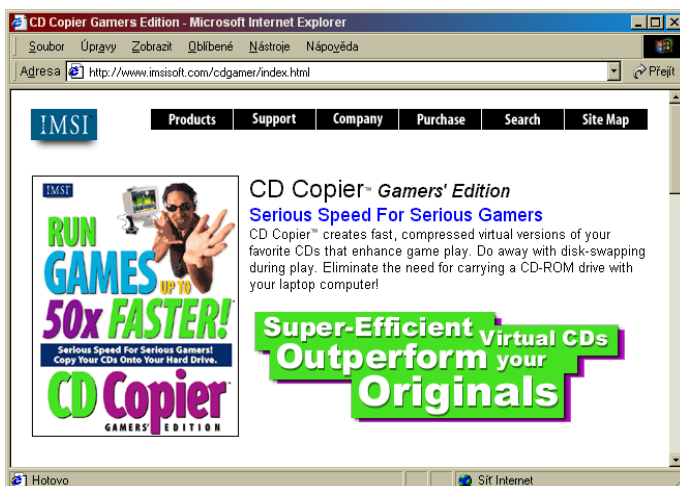 CD Copier Gamers Edition - Microsoft Internet Explorer
Soubor Úpravy Zobrazit Oblíbené Nástroje Nápověda
Adresa http://www.imsisoft.com/cdgamer/index.html Přejít
IMSI Products Support Company Purchase Search Site Map
IMSI
RUN
GAMES UP TO
50x FASTER!
Serious Speed For Serious Gamers!
Copy Your CDs Onto Your Hard Drive.
CD Copier™
GAMERS' EDITION
CD Copier™ Gamers' Edition
Serious Speed For Serious Gamers
CD Copier™ creates fast, compressed virtual versions of your
favorite CDs that enhance game play. Do away with disk-swapping
during play. Eliminate the need for carrying a CD-ROM drive with
your laptop computer!
Super-Efficient Virtual CDs
Outperform your
Originals
Hotovo Síť Internet